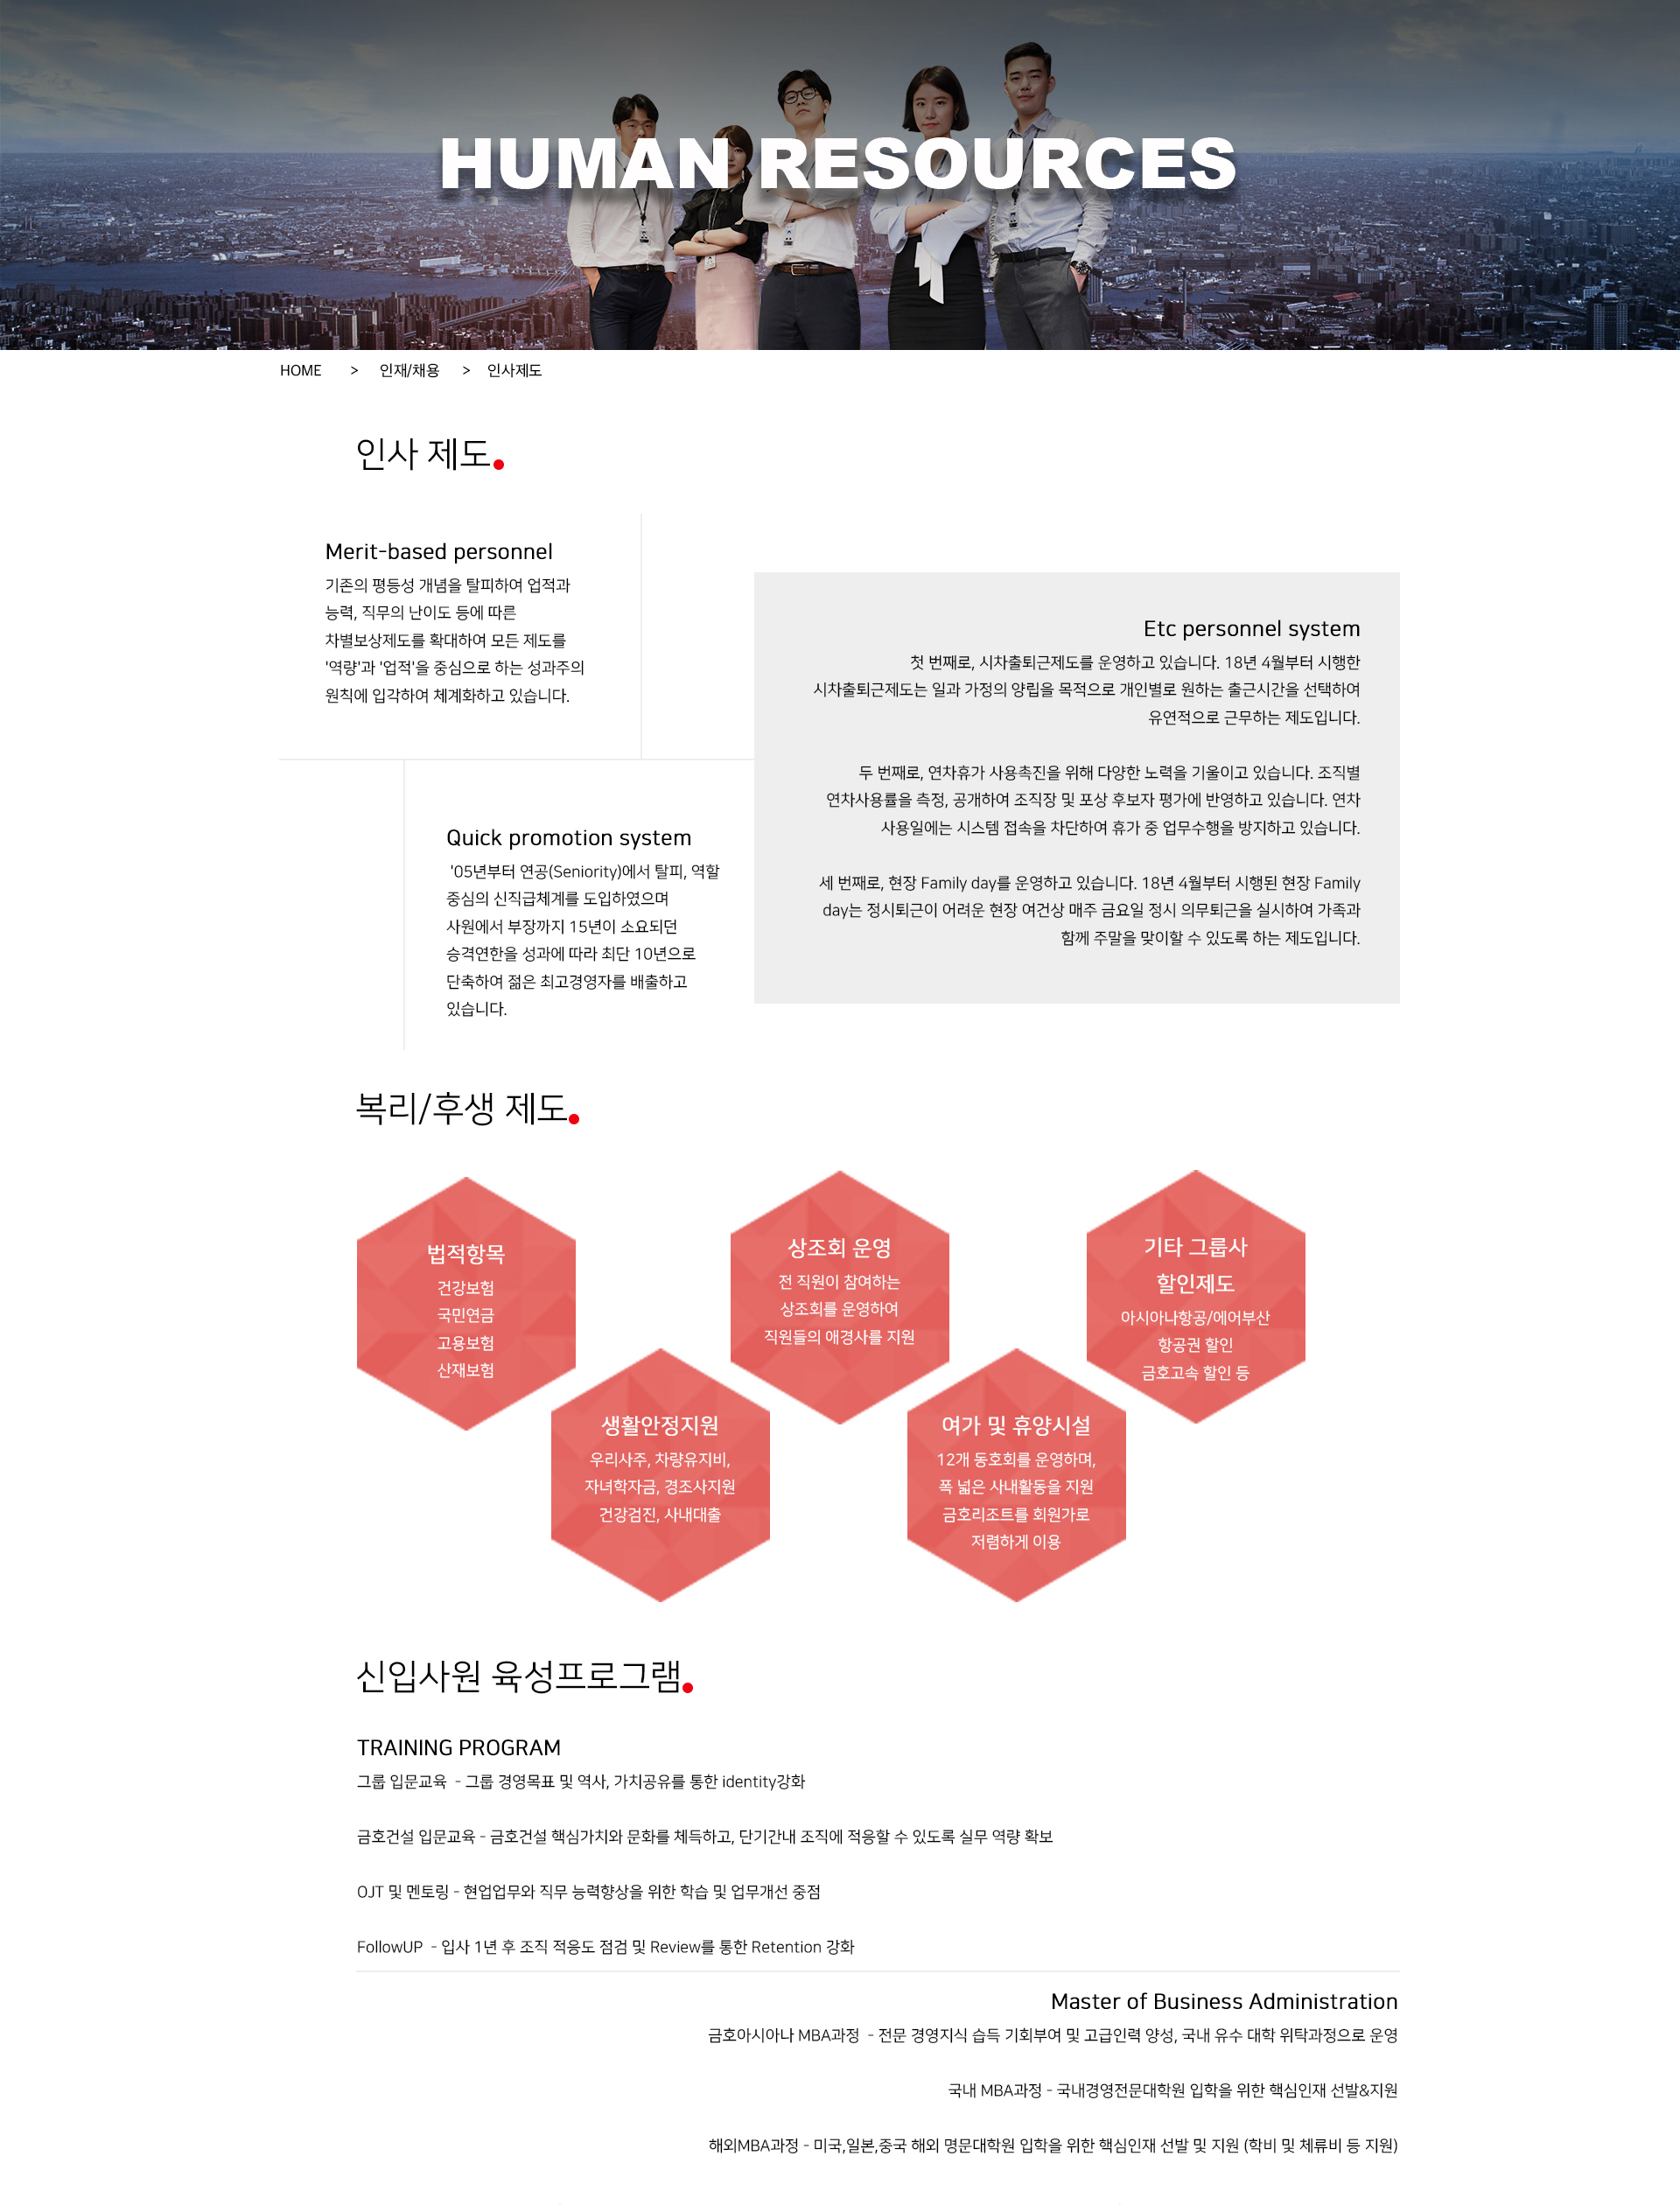 HUMAN RESOURCES
HOME > 인재/채용 > 인사제도
인사 제도.
Merit-based personnel
기존의 평등성 개념을 탈피하여 업적과
능력, 직무의 난이도 등에 따른
차별보상제도를 확대하여 모든 제도를
'역량'과 '업적'을 중심으로 하는 성과주의
원칙에 입각하여 체계화하고 있습니다.
Etc personnel system
첫 번째로, 시차출퇴근제도를 운영하고 있습니다. 18년 4월부터 시행한
시차출퇴근제도는 일과 가정의 양립을 목적으로 개인별로 원하는 출근시간을 선택하여
유연적으로 근무하는 제도입니다.
두 번째로, 연차휴가 사용촉진을 위해 다양한 노력을 기울이고 있습니다. 조직별
연차사용률을 측정, 공개하여 조직장 및 포상 후보자 평가에 반영하고 있습니다. 연차
사용일에는 시스템 접속을 차단하여 휴가 중 업무수행을 방지하고 있습니다.
세 번째로, 현장 Family day를 운영하고 있습니다. 18년 4월부터 시행된 현장 Family
day는 정시퇴근이 어려운 현장 여건상 매주 금요일 정시 의무퇴근을 실시하여 가족과
함께 주말을 맞이할 수 있도록 하는 제도입니다.
Quick promotion system
'05년부터 연공(Seniority)에서 탈피, 역할
중심의 신직급체계를 도입하였으며
사원에서 부장까지 15년이 소요되던
승격연한을 성과에 따라 최단 10년으로
단축하여 젊은 최고경영자를 배출하고
있습니다.
복리/후생 제도.
법적항목
건강보험
국민연금
고용보험
산재보험
상조회 운영
전 직원이 참여하는
상조회를 운영하여
직원들의 애경사를 지원
기타 그룹사
할인제도
아시아나항공/에어부산
항공권 할인
금호고속 할인 등
생활안정지원
우리사주, 차량유지비,
자녀학자금, 경조사지원
건강검진, 사내대출
여가 및 휴양시설
12개 동호회를 운영하며,
폭 넓은 사내활동을 지원
금호리조트를 회원가로
저렴하게 이용
신입사원 육성프로그램.
TRAINING PROGRAM
그룹 입문교육 - 그룹 경영목표 및 역사, 가치공유를 통한 identity강화
금호건설 입문교육 - 금호건설 핵심가치와 문화를 체득하고, 단기간내 조직에 적응할 수 있도록 실무 역량 확보
OJT 및 멘토링 - 현업업무와 직무 능력향상을 위한 학습 및 업무개선 중점
FollowUP - 입사 1년 후 조직 적응도 점검 및 Review를 통한 Retention 강화
Master of Business Administration
금호아시아나 MBA과정 - 전문 경영지식 습득 기회부여 및 고급인력 양성, 국내 유수 대학 위탁과정으로 운영
국내 MBA과정 - 국내경영전문대학원 입학을 위한 핵심인재 선발&지원
해외MBA과정 - 미국,일본,중국 해외 명문대학원 입학을 위한 핵심인재 선발 및 지원 (학비 및 체류비 등 지원)